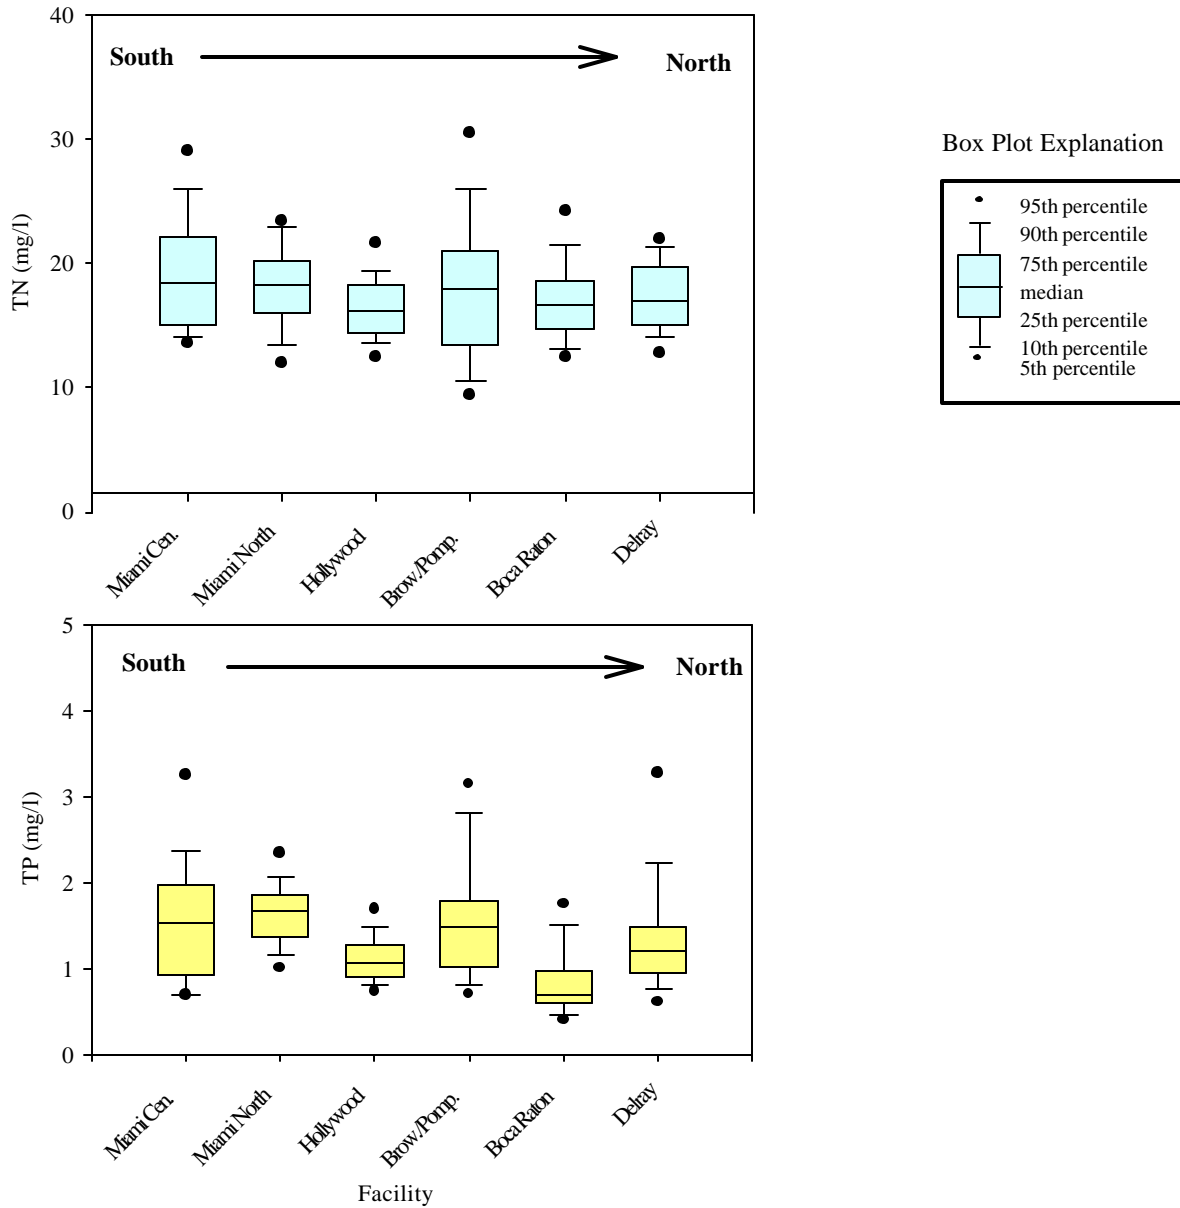 40
South
North
30
20
10
0
TN (mg/l)
Miami Cen.
Miami North
Hollywood
Brow./Pomp.
Boca Raton
Delray
Box Plot Explanation
95th percentile
90th percentile
75th percentile
median
25th percentile
10th percentile
5th percentile
5
South
North
4
3
2
1
0
TP (mg/l)
Miami Cen.
Miami North
Hollywood
Brow./Pomp.
Boca Raton
Delray
Facility